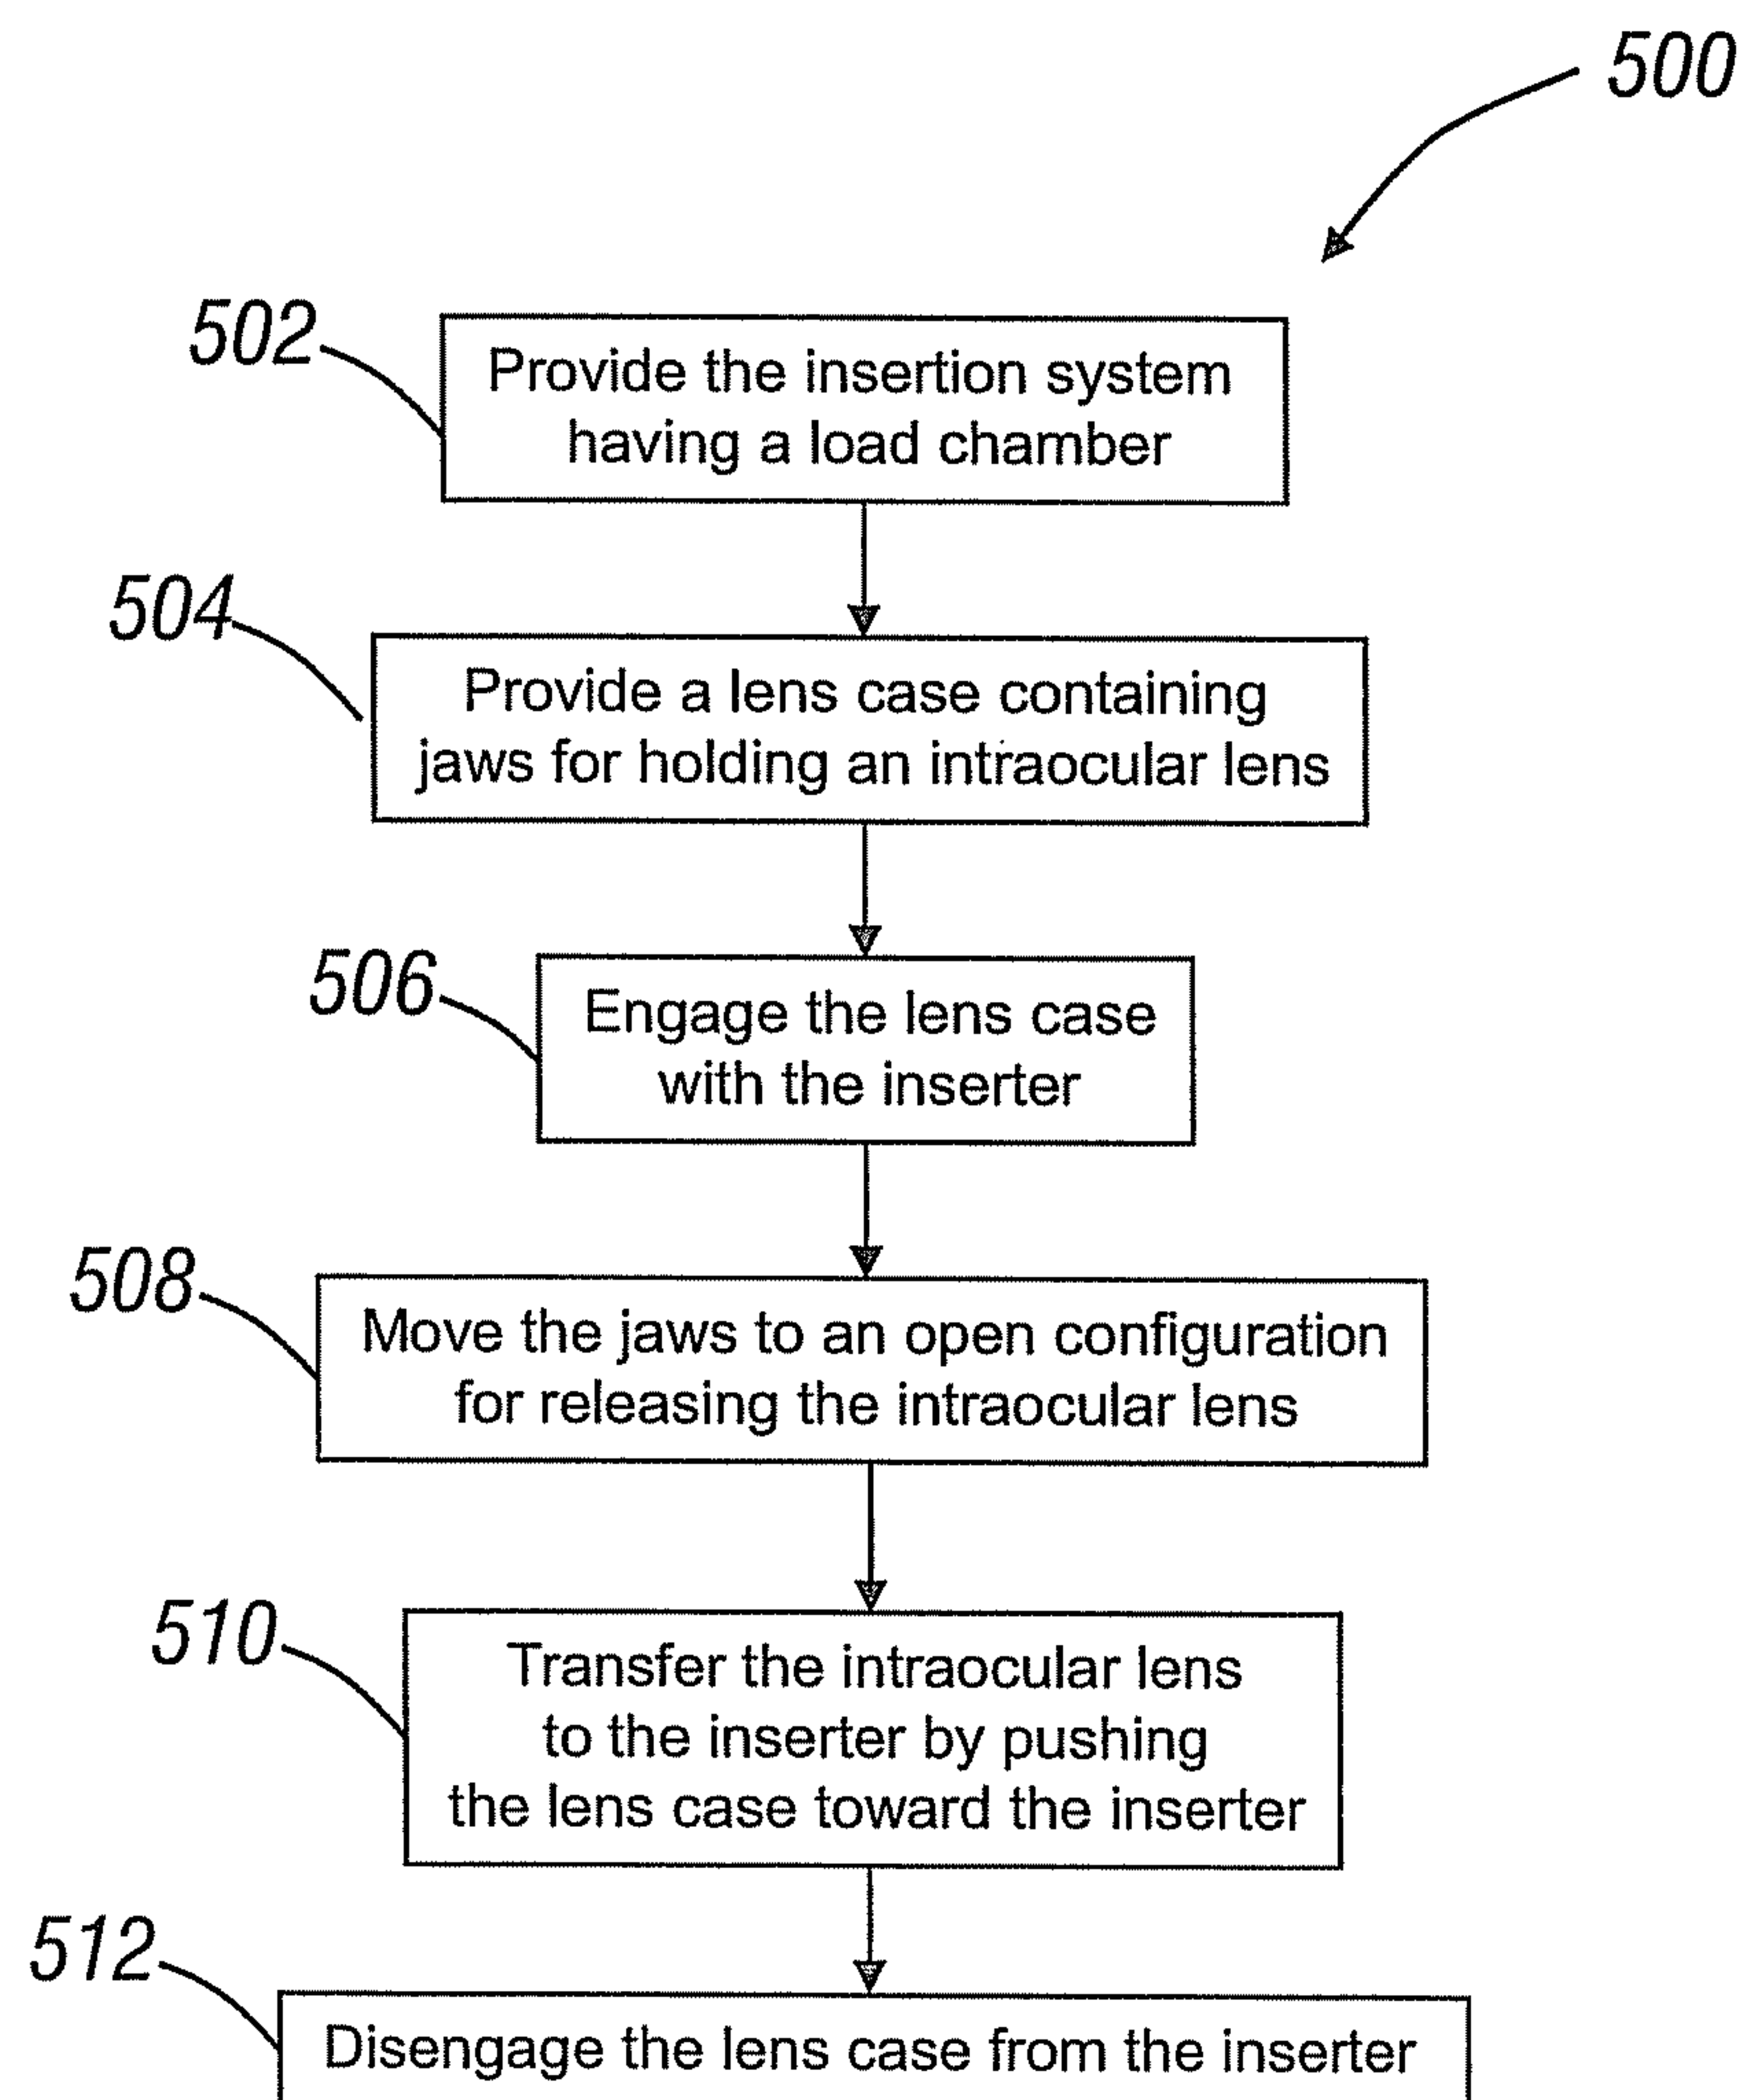 500
502
Provide the insertion system
having a load chamber
504
Provide a lens case containing
jaws for holding an intraocular lens
506
Engage the lens case
with the inserter
508
Move the jaws to an open configuration
for releasing the intraocular lens
510
Transfer the intraocular lens
to the inserter by pushing
the lens case toward the inserter
512
Disengage the lens case from the inserter